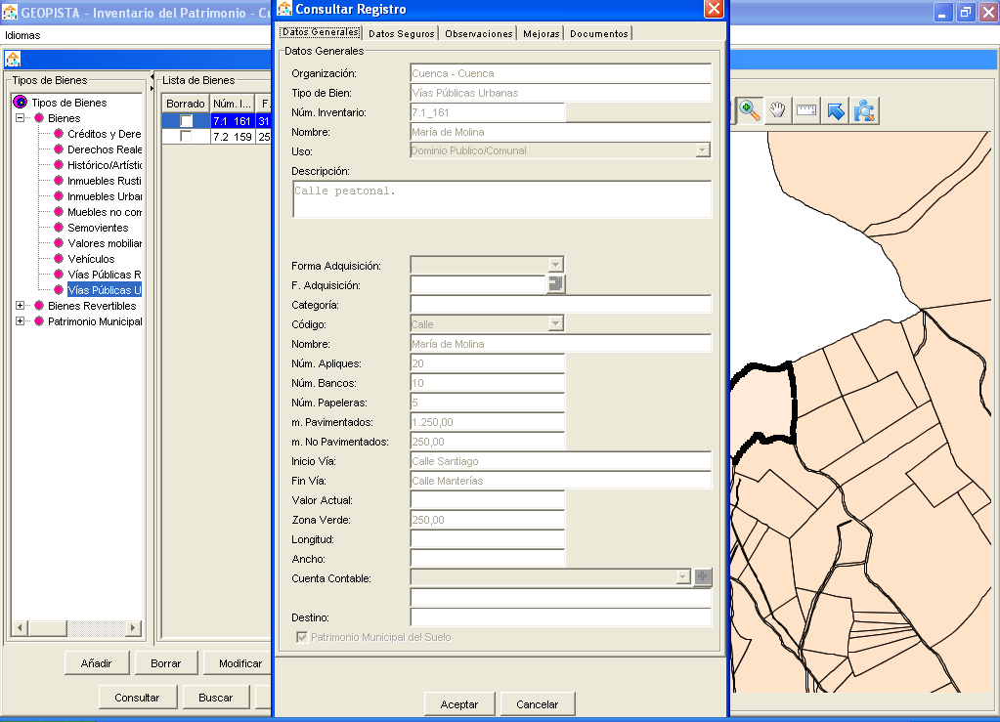 GEOPISTA - Inventario del Patrimonio - Cu
Idiomas
Tipos de Bienes
Tipos de Bienes
Bienes
Créditos y Dere
Derechos Reale
Histórico/Artístic
Inmuebles Rusti
Inmuebles Urba
Muebles no com
Semovientes
Valores mobiliar
Vehículos
Vías Públicas R
Vías Públicas U
Bienes Revertibles
Patrimonio Municipal
Lista de Bienes
Borrado Núm. I... F.
7.1 161 31
7.2 159 25
Añadir Borrar Modificar
Consultar Buscar
Consultar Registro
Datos Generales Datos Seguros Observaciones Mejoras Documentos
Datos Generales
Organización: Cuenca - Cuenca
Tipo de Bien: Vías Públicas Urbanas
Núm. Inventario: 7.1_161
Nombre: María de Molina
Uso: Dominio Publico/Comunal
Descripción:
Calle peatonal.
Forma Adquisición:
F. Adquisición:
Categoría:
Código: Calle
Nombre: María de Molina
Núm. Apliques: 20
Núm. Bancos: 10
Núm. Papeleras: 5
m. Pavimentados: 1.250,00
m. No Pavimentados: 250,00
Inicio Vía: Calle Santiago
Fin Vía: Calle Manterías
Valor Actual:
Zona Verde: 250,00
Longitud:
Ancho:
Cuenta Contable:
Destino:
Patrimonio Municipal del Suelo
Aceptar Cancelar